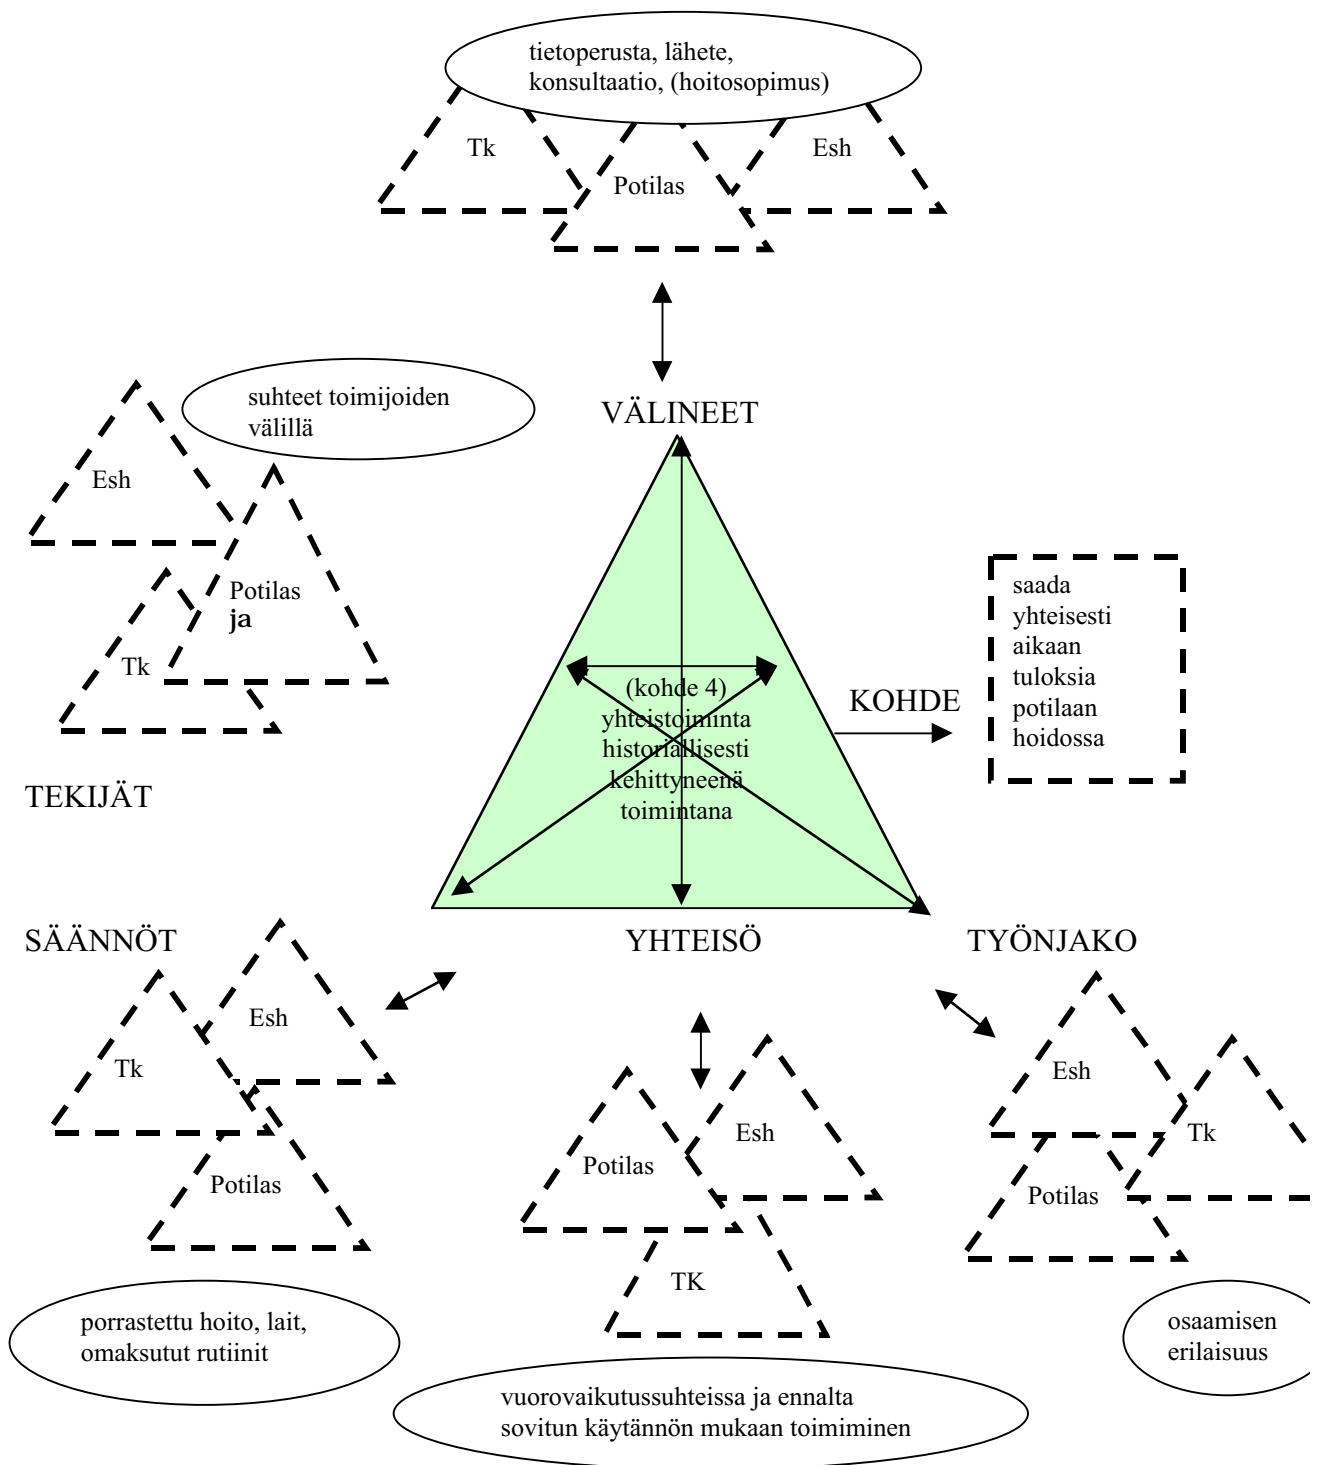 tietoperusta, lähete,
konsultaatio, (hoitosopimus)
Tk
Esh
Potilas
suhteet toimijoiden
välillä
VÄLINEET
Esh
Potilas
ja
Tk
TEKIJÄT
(kohde 4)
yhteistoiminta
historiallisesti
kehittyneenä
toimintana
KOHDE
saada
yhteisesti
aikaan
tuloksia
potilaan
hoidossa
SÄÄNNÖT
YHTEISÖ
TYÖNJAKO
Esh
Tk
Potilas
Esh
Potilas
TK
Esh
Tk
Potilas
porrastettu hoito, lait,
omaksutut rutiinit
vuorovaikutussuhteissa ja ennalta
sovitun käytännön mukaan toimiminen
osaamisen
erilaisuus